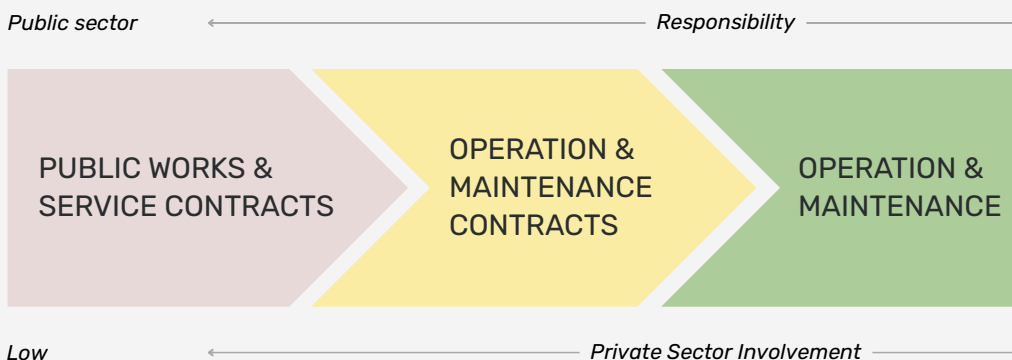 Public sector
Responsibility
PUBLIC WORKS &
SERVICE CONTRACTS
OPERATION &
MAINTENANCE
CONTRACTS
OPERATION &
MAINTENANCE
Low
Private Sector Involvement